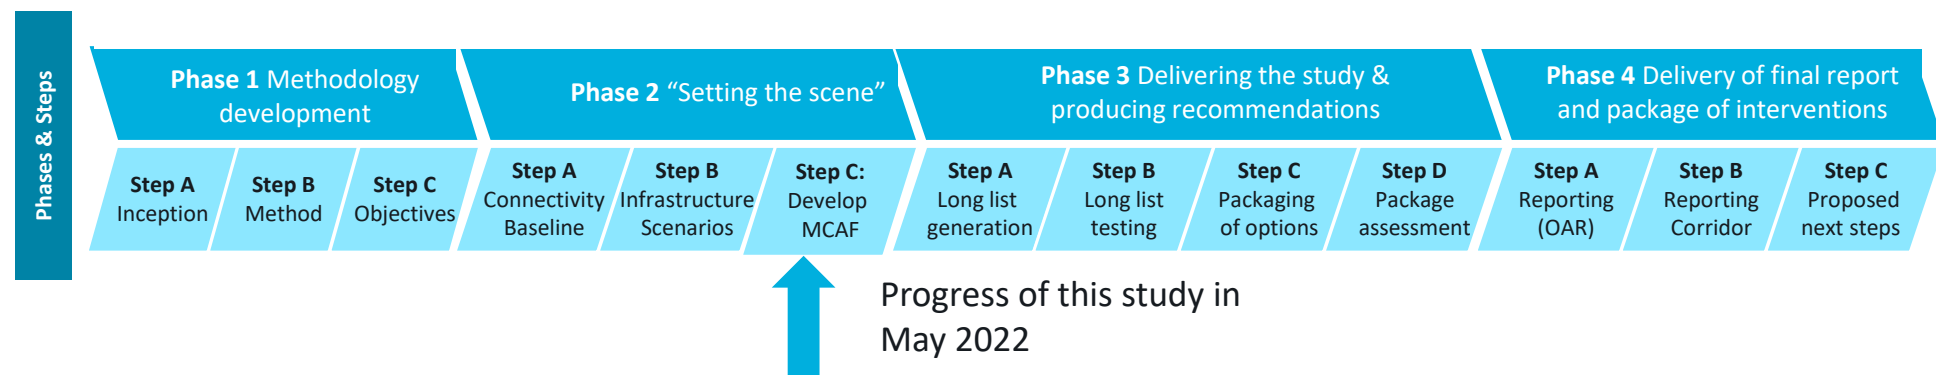 Phases & Steps
Phase 1 Methodology
development
Phase 2 “Setting the scene”
Phase 3 Delivering the study &
producing recommendations
Phase 4 Delivery of final report
and package of interventions
Step A
Inception
Step B
Method
Step C
Objectives
Step A
Connectivity
Baseline
Step B
Infrastructure
Scenarios
Step C:
Develop
MCAF
Step A
Long list
generation
Step B
Long list
testing
Step C
Packaging
of options
Step D
Package
assessment
Step A
Reporting
(OAR)
Step B
Reporting
Corridor
Step C
Proposed
next steps
Progress of this study in
May 2022